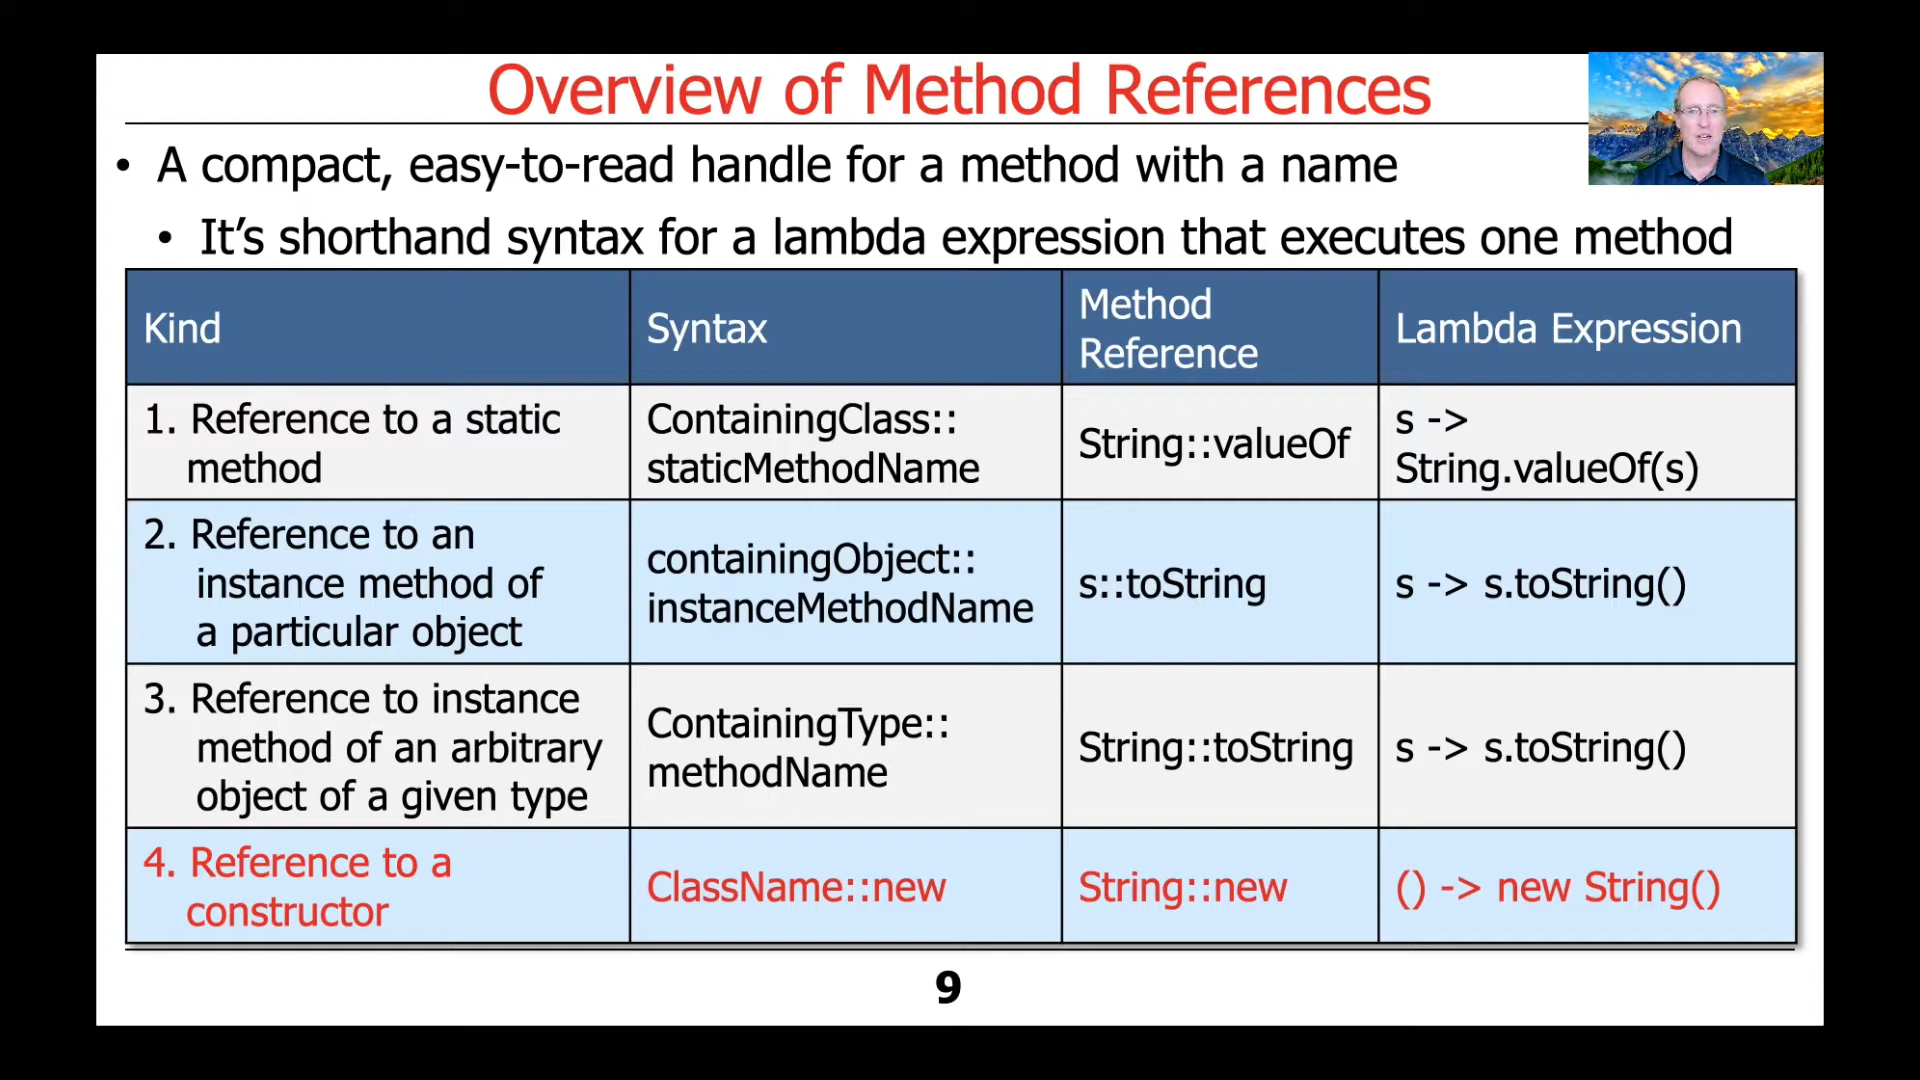 Overview of Method References
• A compact, easy-to-read handle for a method with a name
• It’s shorthand syntax for a lambda expression that executes one method
Kind
Syntax
Method
Reference
Lambda Expression
1. Reference to a static
method
ContainingClass::
staticMethodName
String::valueOf
s ->
String.valueOf(s)
2. Reference to an
instance method of
a particular object
containingObject::
instanceMethodName
s::toString
s -> s.toString()
3. Reference to instance
method of an arbitrary
object of a given type
ContainingType::
methodName
String::toString
s -> s.toString()
4. Reference to a
constructor
ClassName::new
String::new
() -> new String()
9